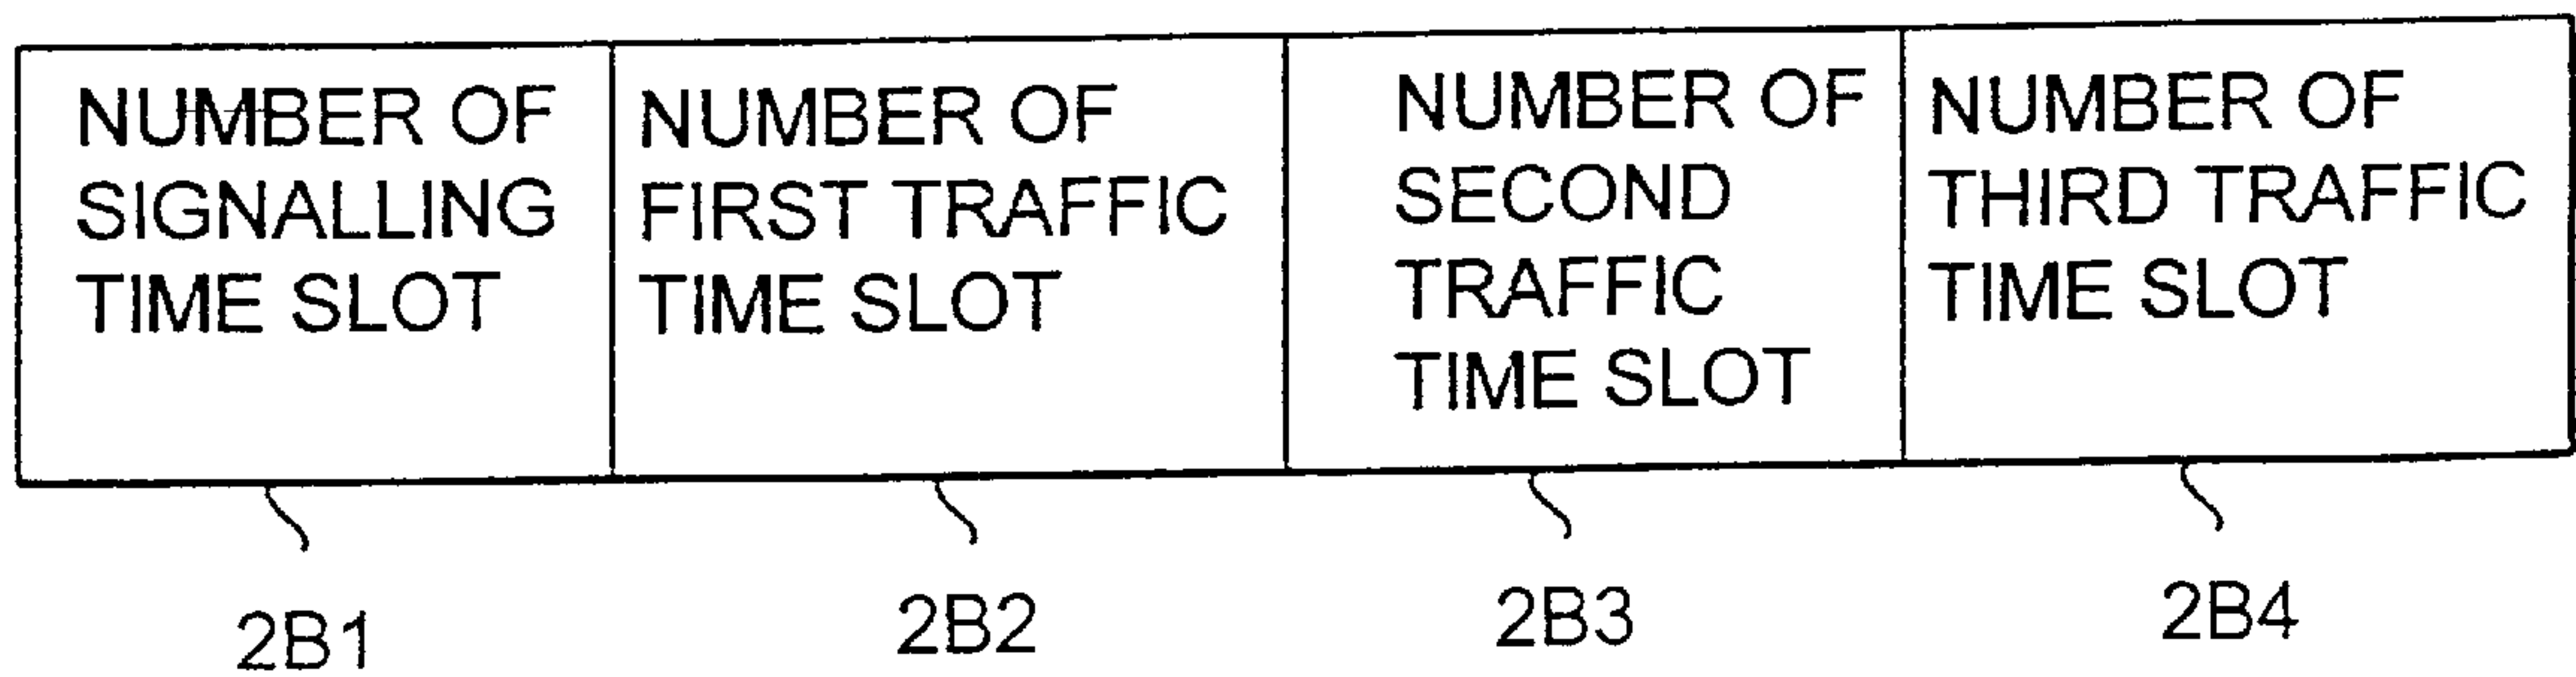 NUMBER OF
SIGNALLING
TIME SLOT
NUMBER OF
FIRST TRAFFIC
TIME SLOT
NUMBER OF
SECOND
TRAFFIC
TIME SLOT
NUMBER OF
THIRD TRAFFIC
TIME SLOT
2B1
2B2
2B3
2B4